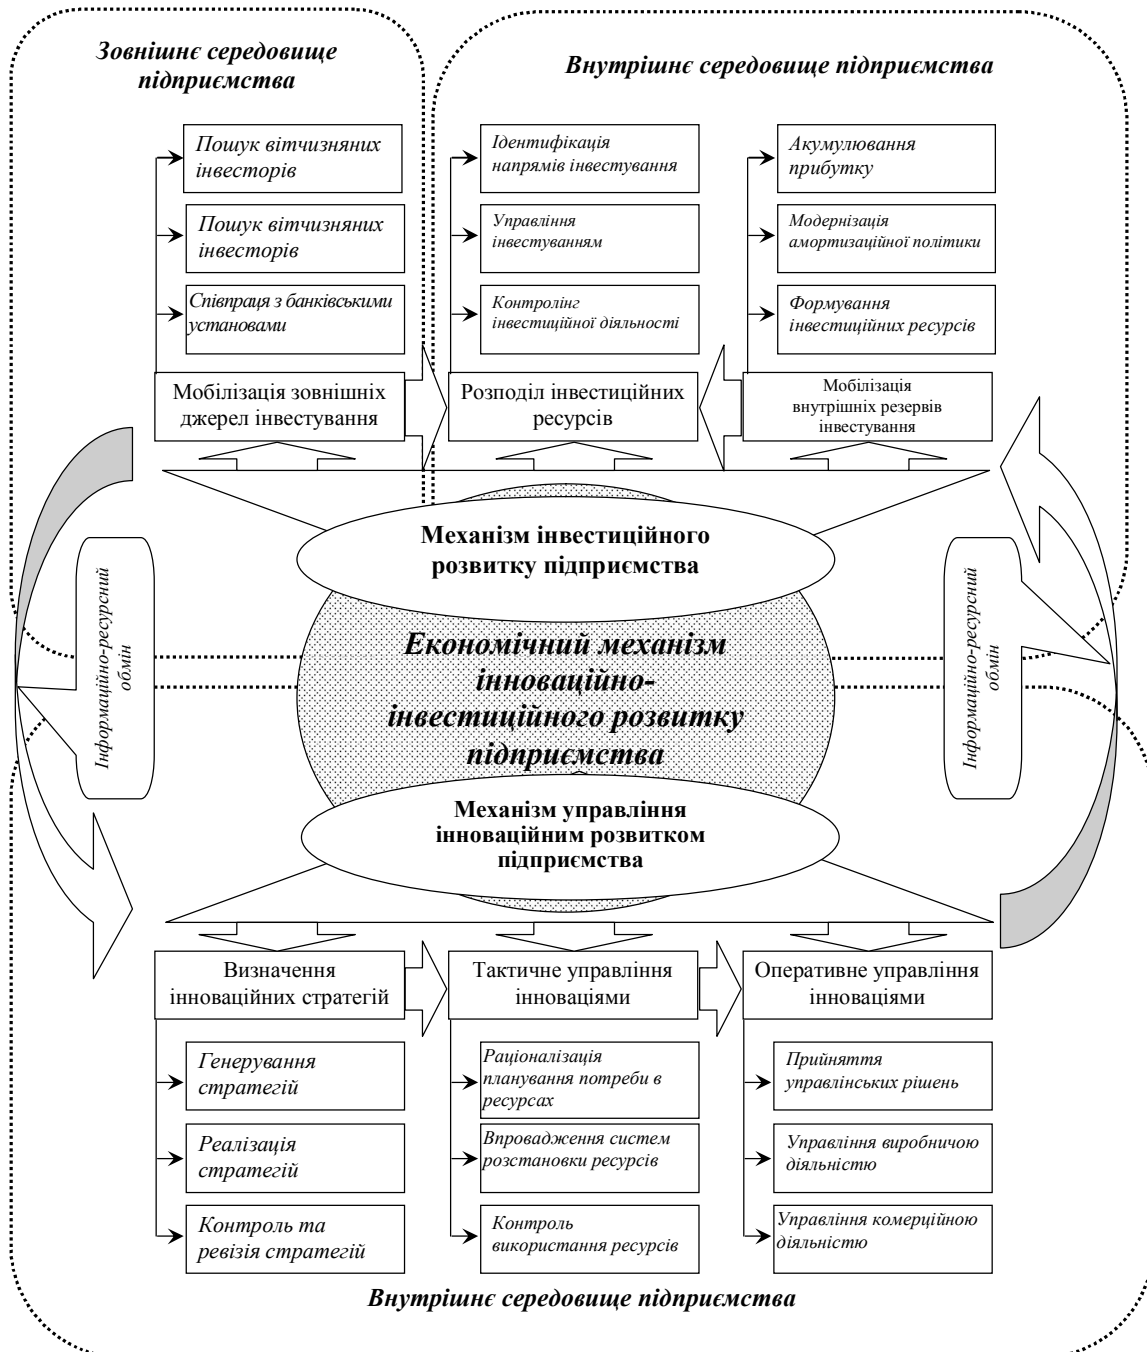 Зовнішнє середовище
підприємства
Внутрішнє середовище підприємства
Пошук вітчизняних
інвесторів
Пошук вітчизняних
інвесторів
Співпраця з банківськими
установами
Мобілізація зовнішніх
джерел інвестування
Ідентифікація
напрямів інвестування
Управління
інвестуванням
Контролінг
інвестиційної діяльності
Розподіл інвестиційних
ресурсів
Акумулювання
прибутку
Модернізація
амортизаційної політики
Формування
інвестиційних ресурсів
Мобілізація
внутрішніх резервів
інвестування
Механізм інвестиційного
розвитку підприємства
Інформаційно-ресурсний
обмін
Економічний механізм
інноваційно-
інвестиційного розвитку
підприємства
Інформаційно-ресурсний
обмін
Механізм управління
інноваційним розвитком
підприємства
Визначення
інноваційних стратегій
Генерування
стратегій
Реалізація
стратегій
Контроль та
ревізія стратегій
Тактичне управління
інноваціями
Раціоналізація
планування потреби в
ресурсах
Впровадження систем
розстановки ресурсів
Контроль
використання ресурсів
Оперативне управління
інноваціями
Прийняття
управлінських рішень
Управління виробничою
діяльністю
Управління комерційною
діяльністю
Внутрішнє середовище підприємства